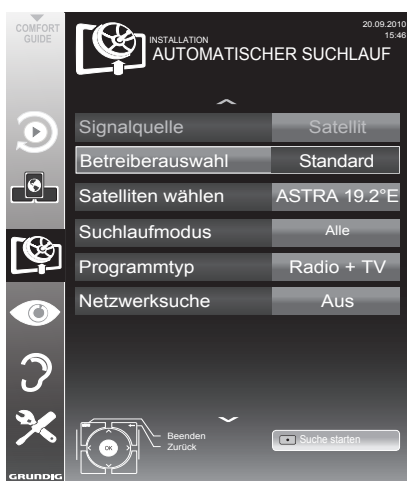 COMFORT
GUIDE
20.09.2010
15:46
INSTALLATION
AUTOMATISCHER SUCHLAUF
Signalquelle Satellit
Betreiberauswahl Standard
Satelliten wählen ASTRA 19.2°E
Suchlaufmodus Alle
Programmtyp Radio + TV
Netzwerksuche Aus
OK
Beenden
Zurück
Suche starten
GRUNDIG